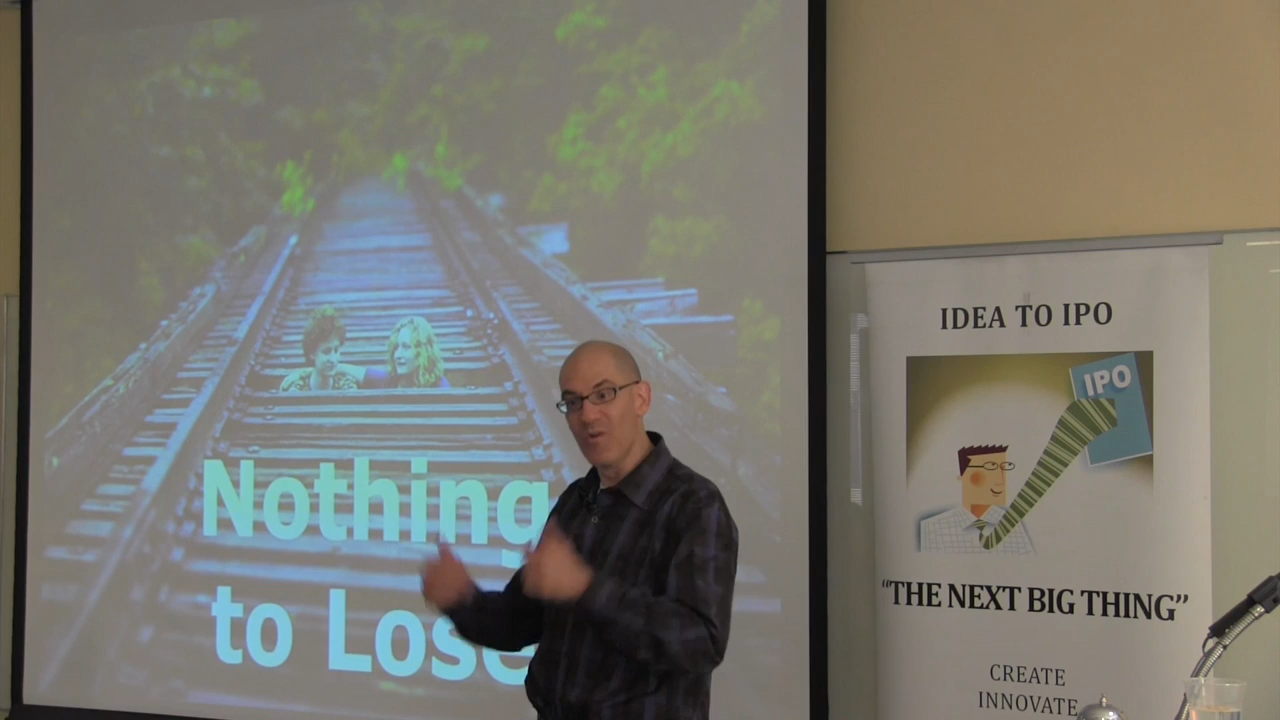 Nothing
to Lose
IDEA TO IPO
IPO
"THE NEXT BIG THING"
CREATE
INNOVATE